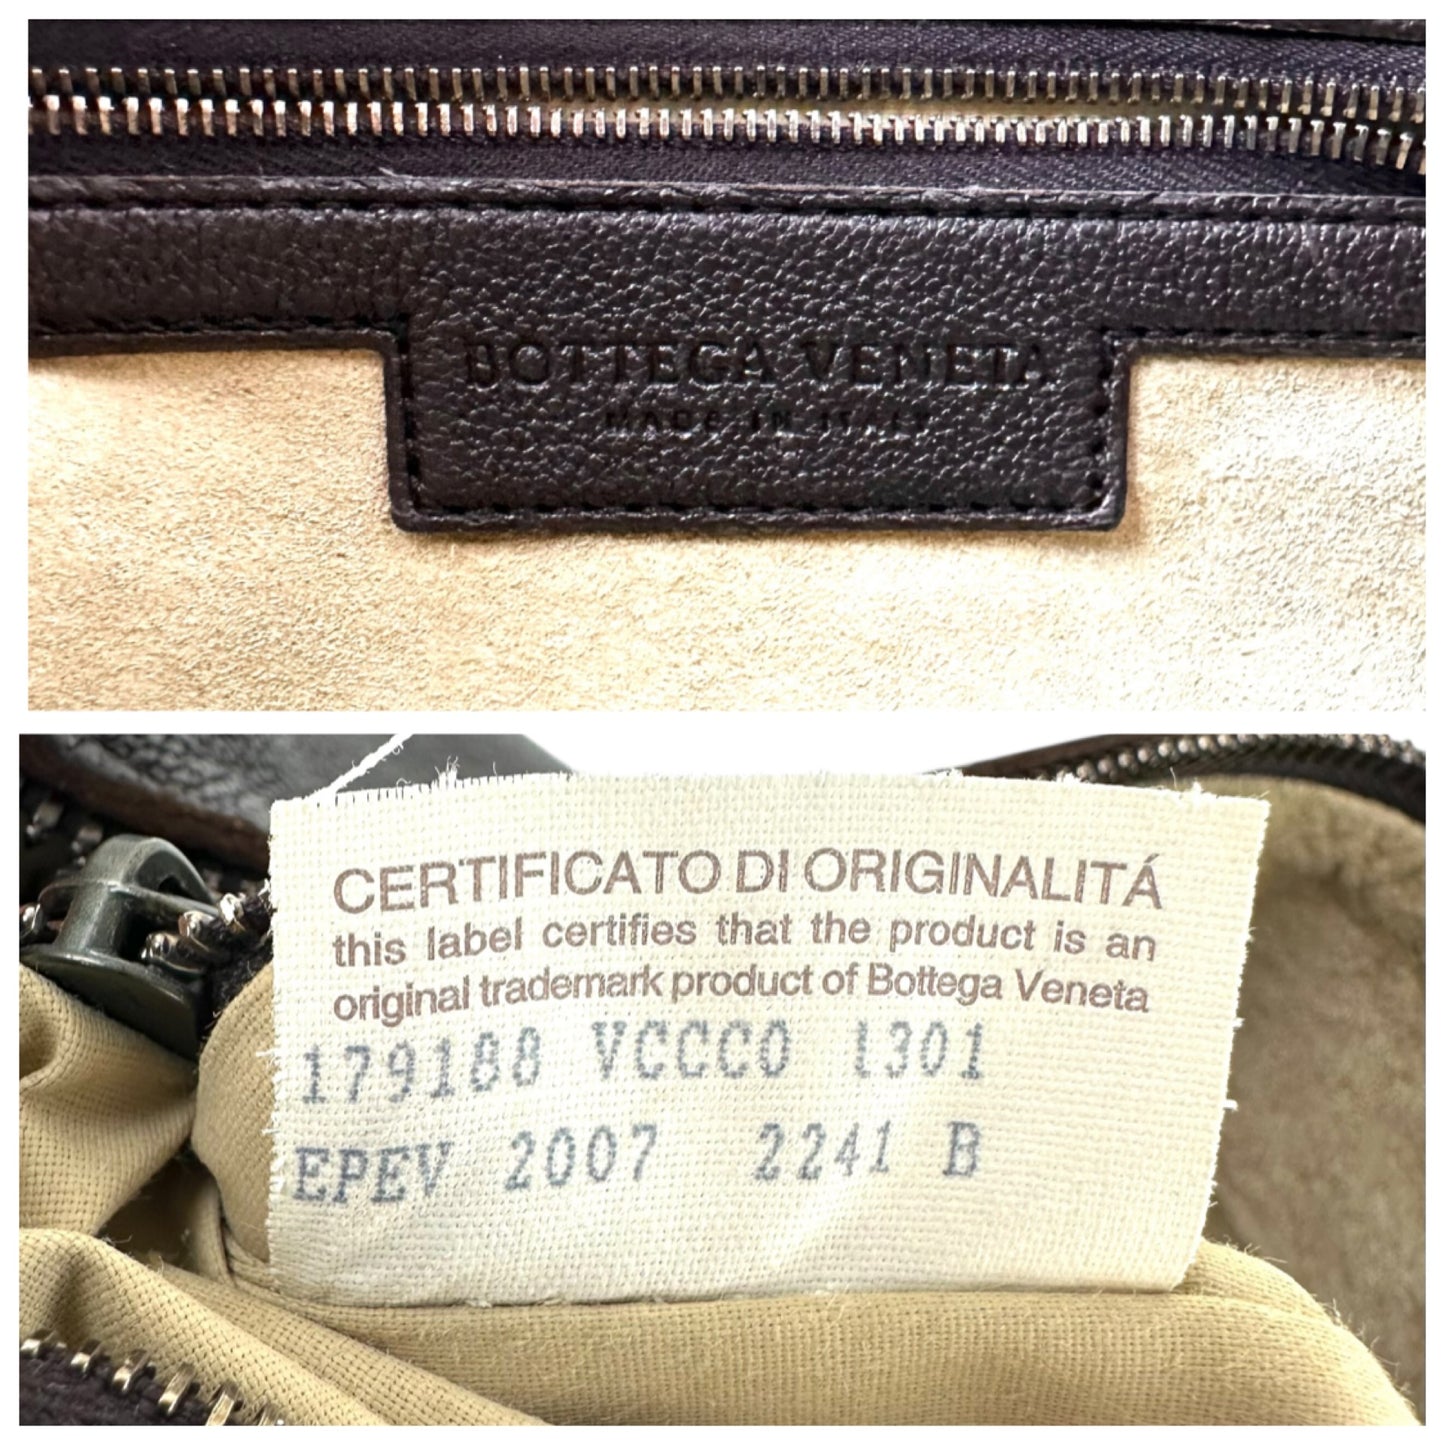 BOTTEGA VENETA
MADE IN ITALY
CERTIFICATO DI ORIGINALITÁ
this label certifies that the product is an
original trademark product of Bottega Veneta
179188 VCCC0 1301
EPEV 2007 2241 B